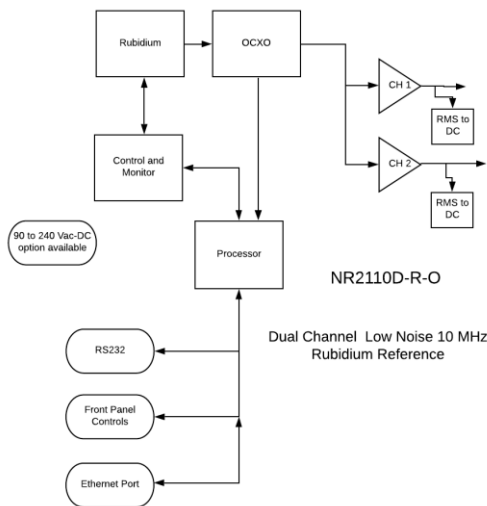 Rubidium
OCXO
CH 1
RMS to
DC
CH 2
RMS to
DC
Control and
Monitor
90 to 240 Vac-DC
option available
Processor
NR2110D-R-O
Dual Channel Low Noise 10 MHz
Rubidium Reference
RS232
Front Panel
Controls
Ethernet Port